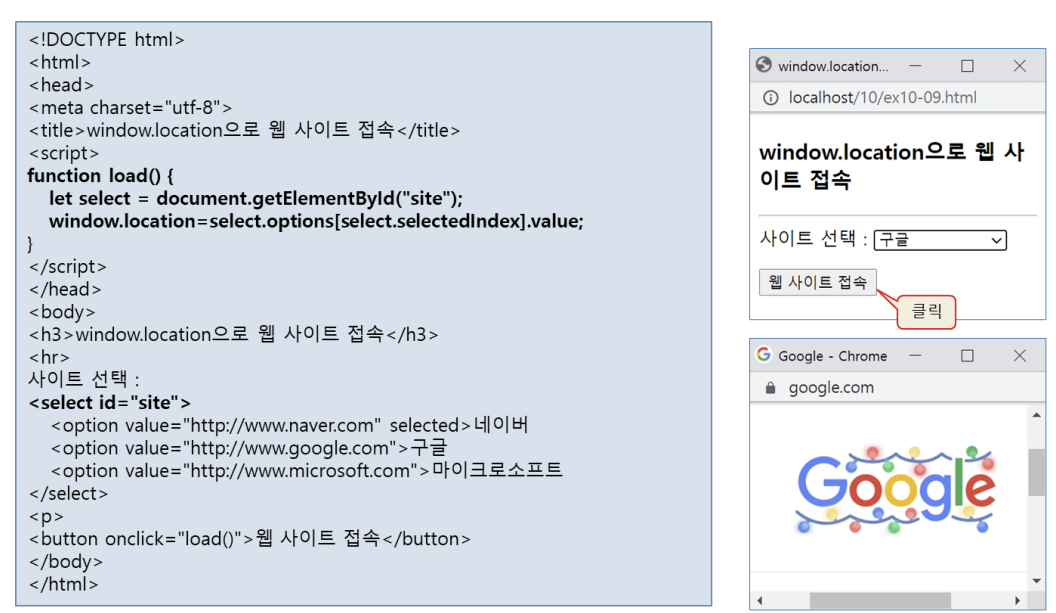 <!DOCTYPE html>
<html>
<head>
<meta charset="utf-8">
<title>window.location으로 웹 사이트 접속</title>
<script>
function load() {
let select = document.getElementById("site");
window.location=select.options[select.selectedIndex].value;
}
</script>
</head>
<body>
<h3>window.location으로 웹 사이트 접속</h3>
<hr>
사이트 선택 :
<select id="site">
<option value="http://www.naver.com" selected>네이버
<option value="http://www.google.com">구글
<option value="http://www.microsoft.com">마이크로소프트
</select>
<p>
<button onclick="load()">웹 사이트 접속</button>
</body>
</html>
window.location...
localhost/10/ex10-09.html
window.location으로 웹 사
이트 접속
사이트 선택 : 구글
웹 사이트 접속
클릭
Google - Chrome
google.com
Google